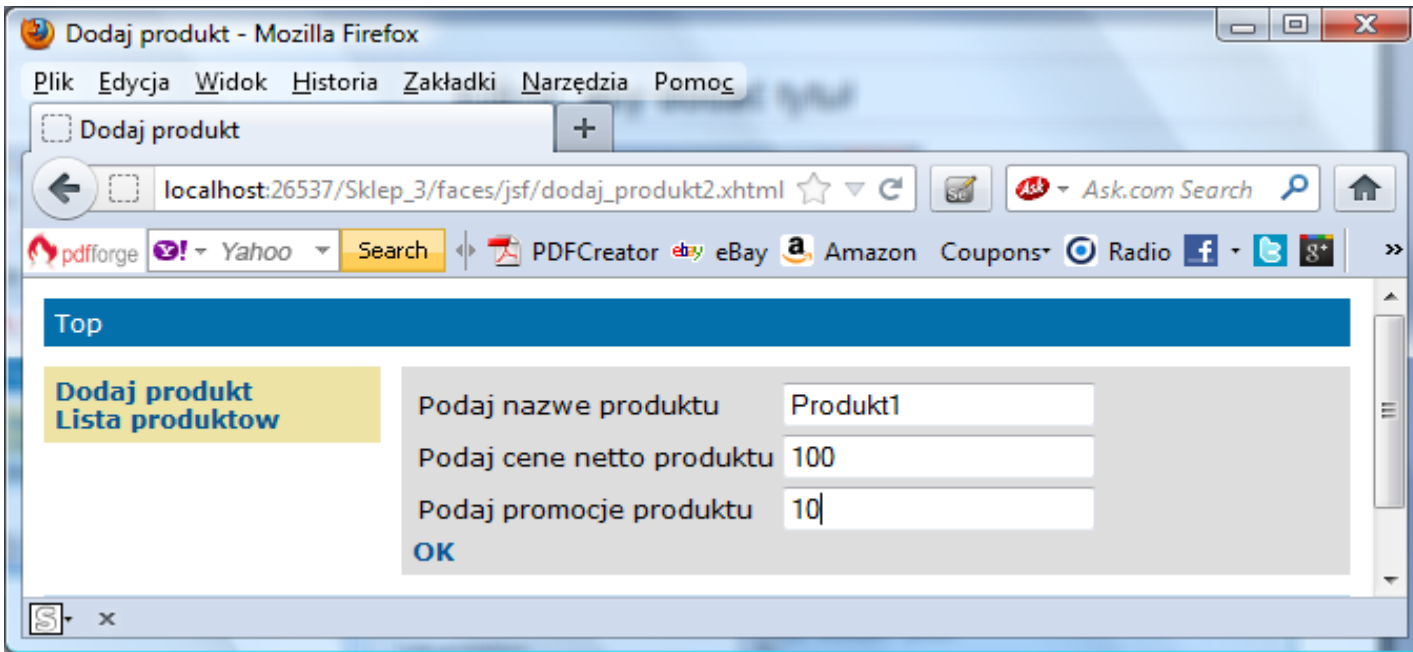 Dodaj produkt - Mozilla Firefox
Plik Edycja Widok Historia Zakładki Narzędzia Pomoc
Dodaj produkt +
localhost:26537/Sklep_3/faces/jsf/dodaj_produkt2.xhtml Ask Ask.com Search
pdfforge Y! Yahoo Search PDFCreator ebay eBay a Amazon Coupons Radio f g+ »
Top
Dodaj produkt
Lista produktow
Podaj nazwe produktu Produkt1
Podaj cene netto produktu 100
Podaj promocje produktu 10
OK
S x